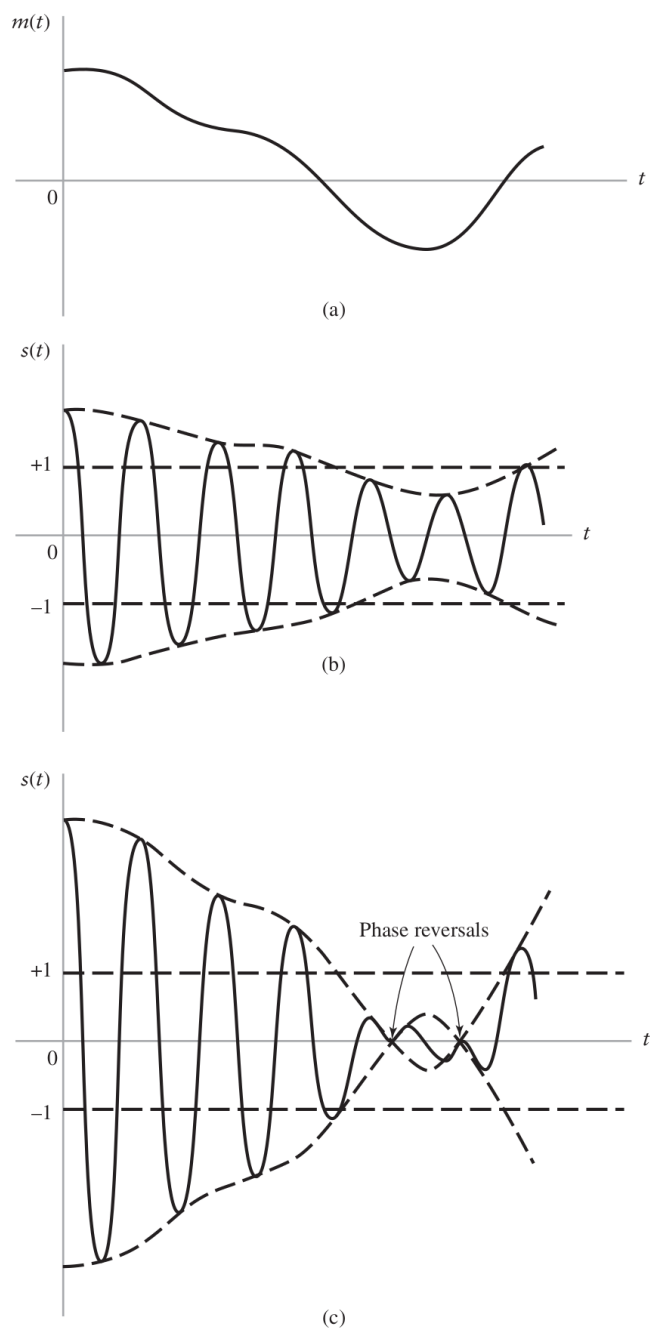 m(t)
0
t
(a)
s(t)
+1
0
t
–1
(b)
s(t)
Phase reversals
+1
0
t
–1
(c)